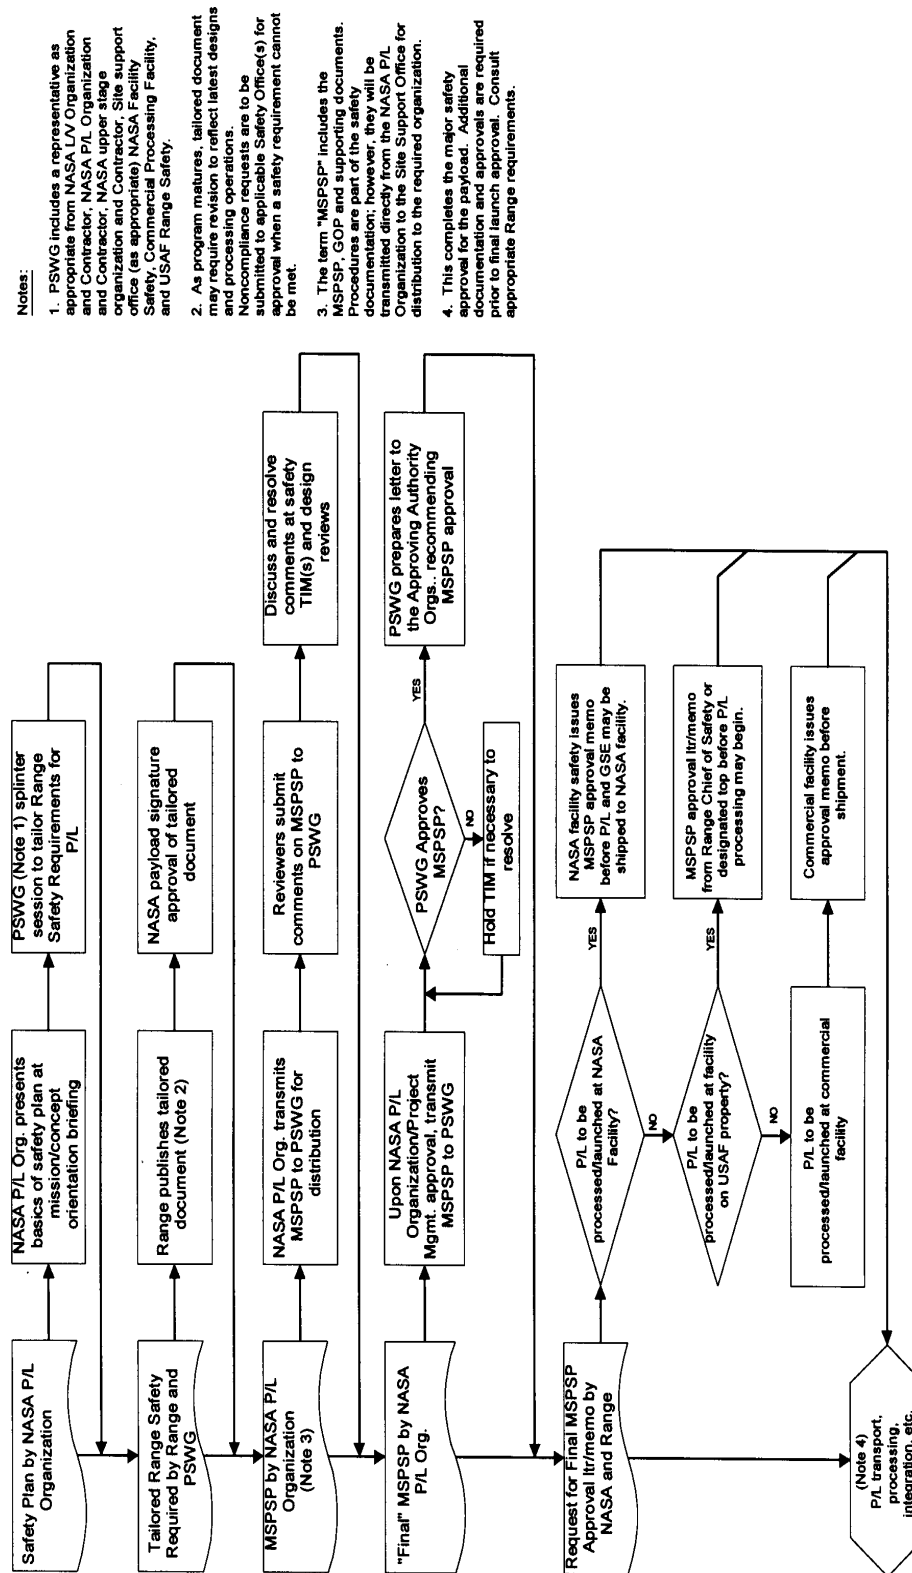 Safety Plan by NASA P/L
Organization
NASA P/L Org. presents
basics of safety plan at
mission/concept
orientation briefing
PSWG (Note 1) splinter
session to tailor Range
Safety Requirements for
P/L
Tailored Range Safety
Required by Range and
PSWG
Range publishes tailored
document (Note 2)
NASA payload signature
approval of tailored
document
MSPSP by NASA P/L
Organization
(Note 3)
NASA P/L Org. transmits
MSPSP to PSWG for
distribution
Reviewers submit
comments on MSPSP to
PSWG
Discuss and resolve
comments at safety
TIM(s) and design
reviews
"Final" MSPSP by NASA
P/L Org.
Upon NASA P/L
Organization/Project
Mgmt. approval, transmit
MSPSP to PSWG
PSWG Approves
MSPSP?
YES
NO
Hold TIM if necessary to
resolve
PSWG prepares letter to
the Approving Authority
Orgs.. recommending
MSPSP approval
Request for Final MSPSP
Approval ltr/memo by
NASA and Range
P/L to be
processed/launched at NASA
Facility?
YES
NO
NASA facility safety issues
MSPSP approval memo
before P/L and GSE may be
shipped to NASA facility.
P/L to be
processed/launched at facility
on USAF property?
YES
NO
MSPSP approval ltr/memo
from Range Chief of Safety or
designated top before P/L
processing may begin.
P/L to be
processed/launched at commercial
facility
Commercial facility issues
approval memo before
shipment.
(Note 4)
P/L transport,
processing,
integration, etc.
Notes:
1. PSWG includes a representative as
appropriate from NASA L/V Organization
and Contractor, NASA P/L Organization
and Contractor, NASA upper stage
organization and Contractor, Site support
office (as appropriate) NASA Facility
Safety, Commercial Processing Facility,
and USAF Range Safety.
2. As program matures, tailored document
may require revision to reflect latest designs
and processing operations.
Noncompliance requests are to be
submitted to applicable Safety Office(s) for
approval when a safety requirement cannot
be met.
3. The term "MSPSP" includes the
MSPSP, GOP and supporting documents.
Procedures are part of the safety
documentation; however, they will be
transmitted directly from the NASA P/L
Organization to the Site Support Office for
distribution to the required organization.
4. This completes the major safety
approval for the payload. Additional
documentation and approvals are required
prior to final launch approval. Consult
appropriate Range requirements.